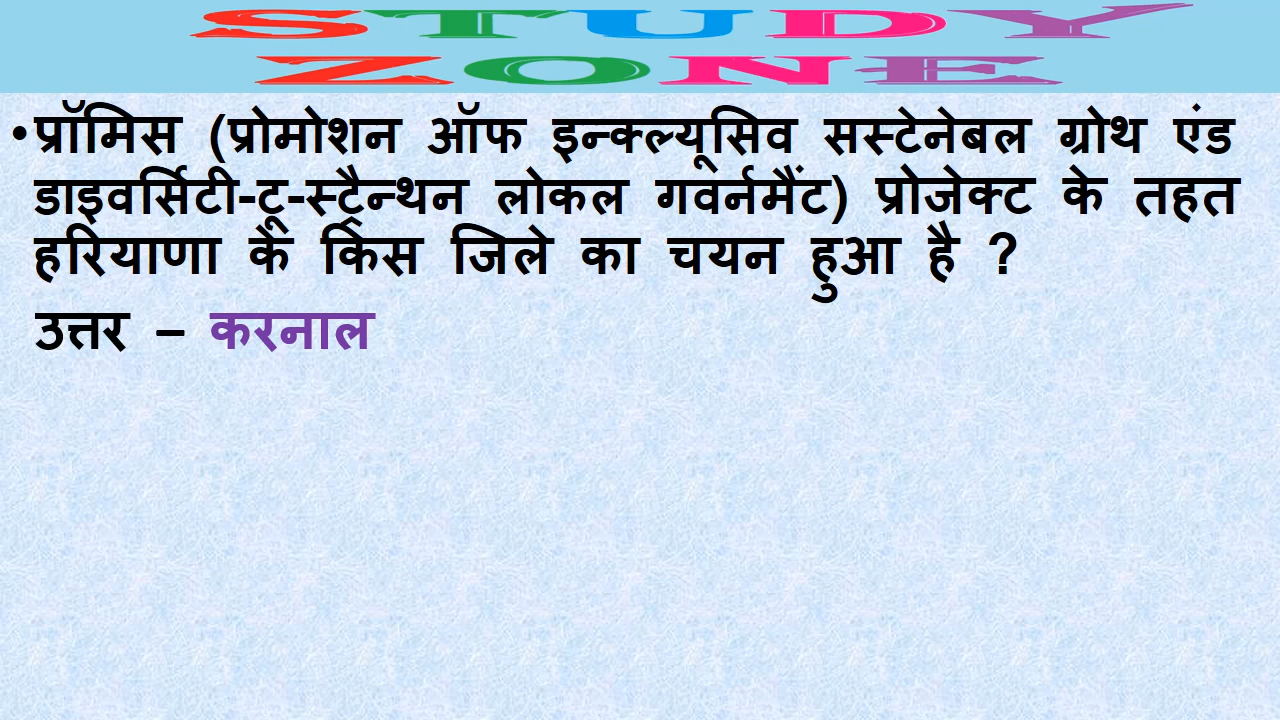 STUDY
ZONE
•प्रॉमिस (प्रोमोशन ऑफ इन्क्ल्यूसिव सस्टेनेबल ग्रोथ एंड
डाइवर्सिटी-टू-स्ट्रैन्थन लोकल गवर्नमैंट) प्रोजेक्ट के तहत
हरियाणा के किस जिले का चयन हुआ है ?
उत्तर – करनाल